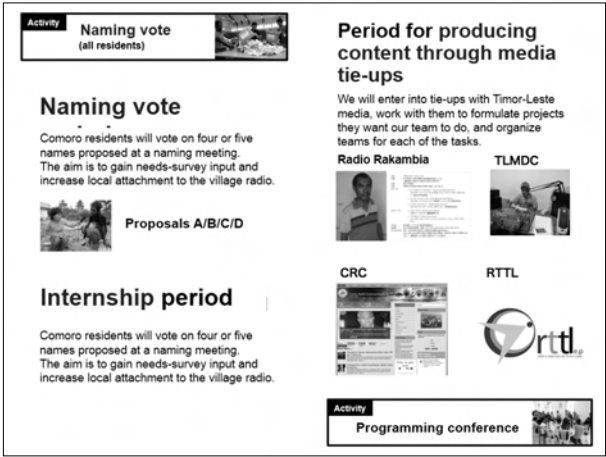 Activity
Naming vote
(all residents)
Naming vote
Comoro residents will vote on four or five
names proposed at a naming meeting.
The aim is to gain needs-survey input and
increase local attachment to the village radio.
Proposals A/B/C/D
Internship period
Comoro residents will vote on four or five
names proposed at a naming meeting.
The aim is to gain needs-survey input and
increase local attachment to the village radio.
Period for producing
content through media
tie-ups
We will enter into tie-ups with Timor-Leste
media, work with them to formulate projects
they want our team to do, and organize
teams for each of the tasks.
Radio Rakambia
TLMDC
CRC
RTTL
rttl
Activity
Programming conference